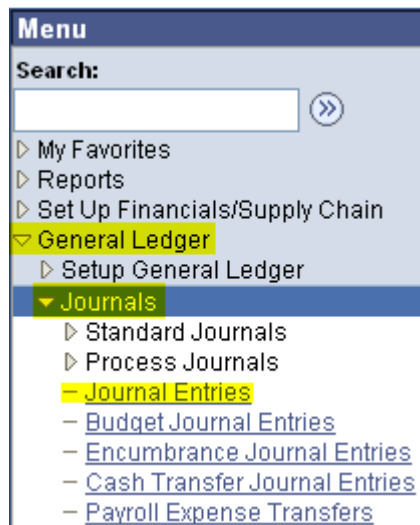 Menu
Search:
My Favorites
Reports
Set Up Financials/Supply Chain
General Ledger
Setup General Ledger
Journals
Standard Journals
Process Journals
Journal Entries
Budget Journal Entries
Encumbrance Journal Entries
Cash Transfer Journal Entries
Payroll Expense Transfers